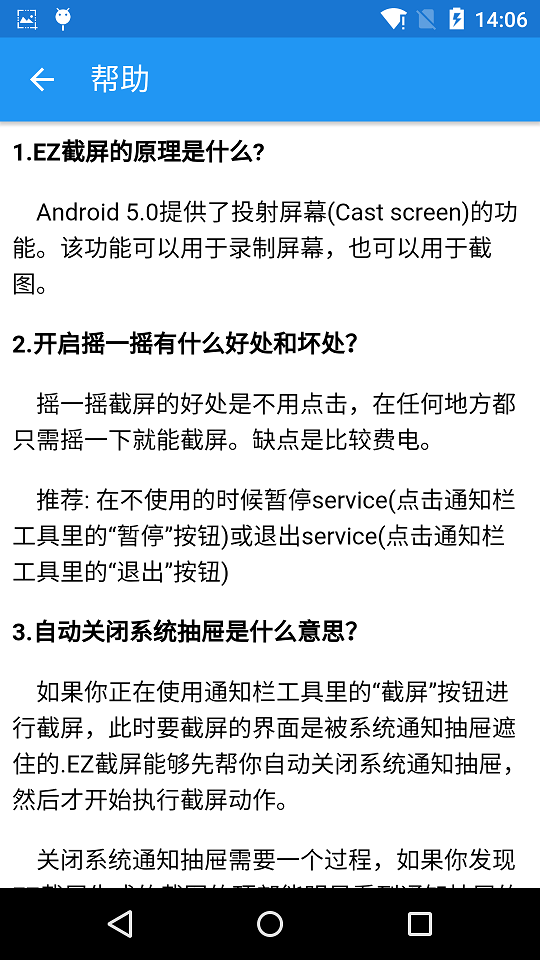 14:06
帮助
1.EZ截屏的原理是什么?
Android 5.0提供了投射屏幕(Cast screen)的功
能。该功能可以用于录制屏幕，也可以用于截
图。
2.开启摇一摇有什么好处和坏处？
摇一摇截屏的好处是不用点击，在任何地方都
只需摇一下就能截屏。缺点是比较费电。
推荐: 在不使用的时候暂停service(点击通知栏
工具里的“暂停”按钮)或退出service(点击通知栏
工具里的“退出”按钮)
3.自动关闭系统抽屉是什么意思？
如果你正在使用通知栏工具里的“截屏”按钮进
行截屏，此时要截屏的界面是被系统通知抽屉遮
住的.EZ截屏能够先帮你自动关闭系统通知抽屉，
然后才开始执行截屏动作。
关闭系统通知抽屉需要一个过程，如果你发现